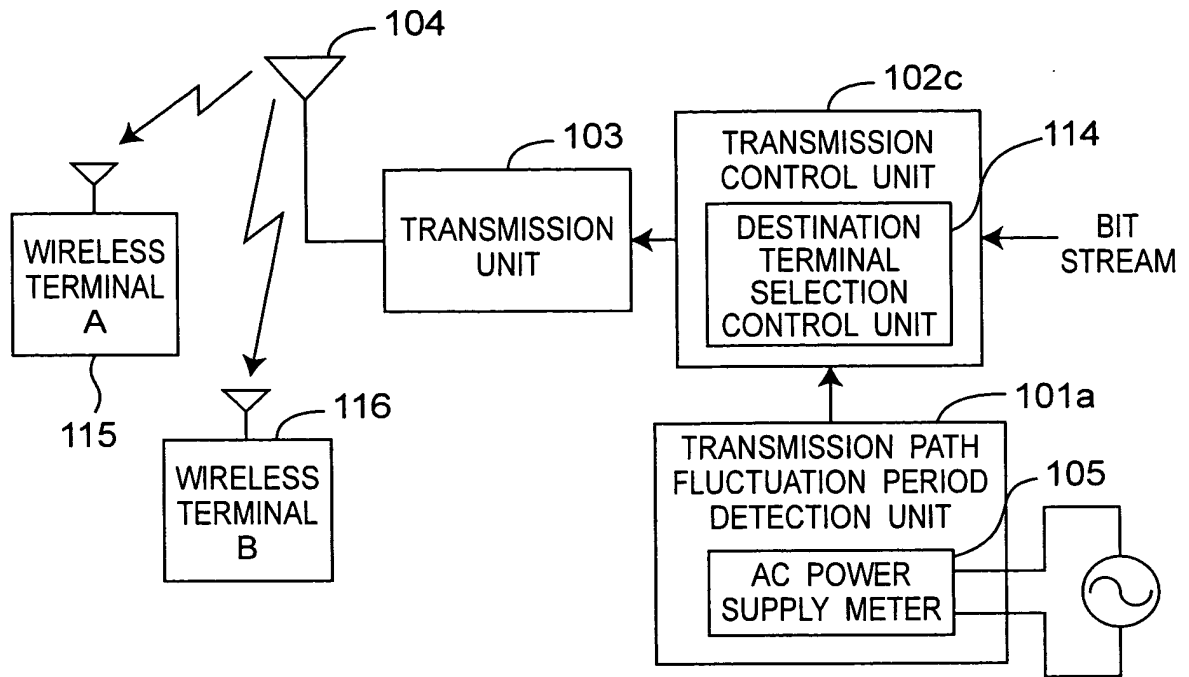 104
102c
TRANSMISSION
CONTROL UNIT
114
103
TRANSMISSION
UNIT
DESTINATION
TERMINAL
SELECTION
CONTROL UNIT
BIT
STREAM
WIRELESS
TERMINAL
A
115
116
WIRELESS
TERMINAL
B
101a
TRANSMISSION PATH
FLUCTUATION PERIOD
DETECTION UNIT
105
AC POWER
SUPPLY METER